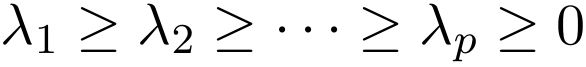 λ₁ ≥ λ₂ ≥ ⋯ ≥ λₚ ≥ 0